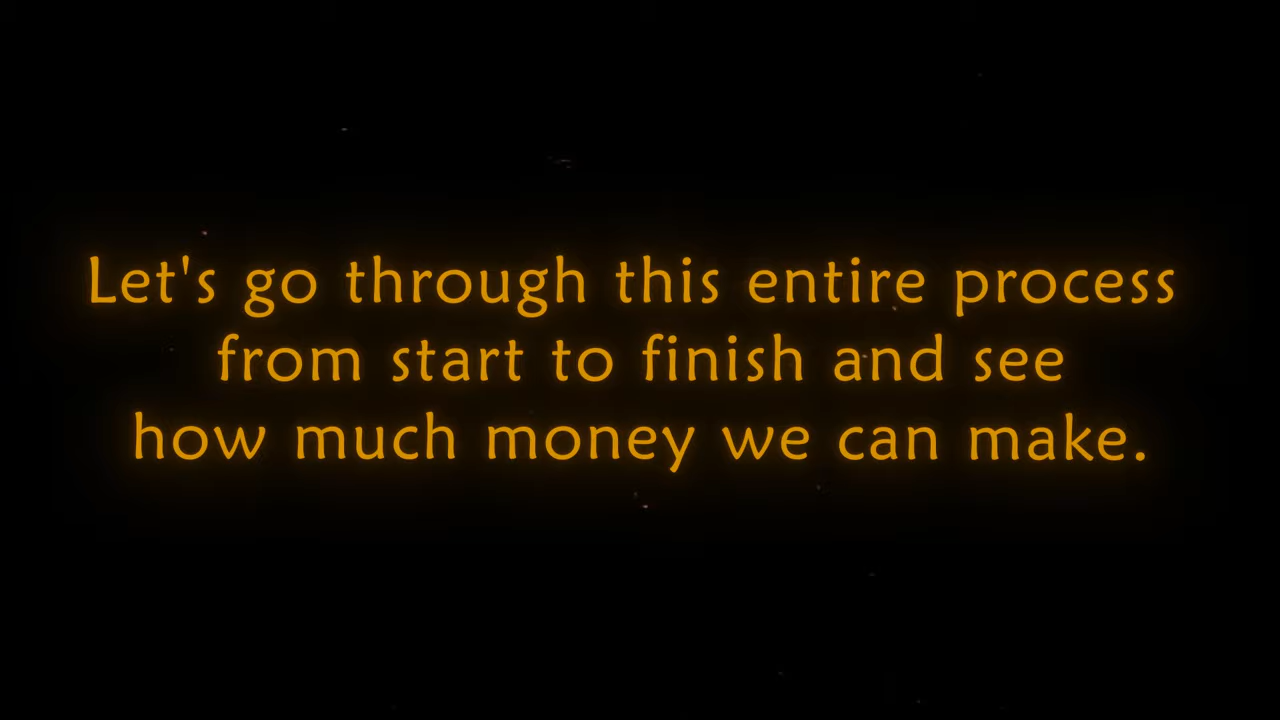 Let's go through this entire process
from start to finish and see
how much money we can make.